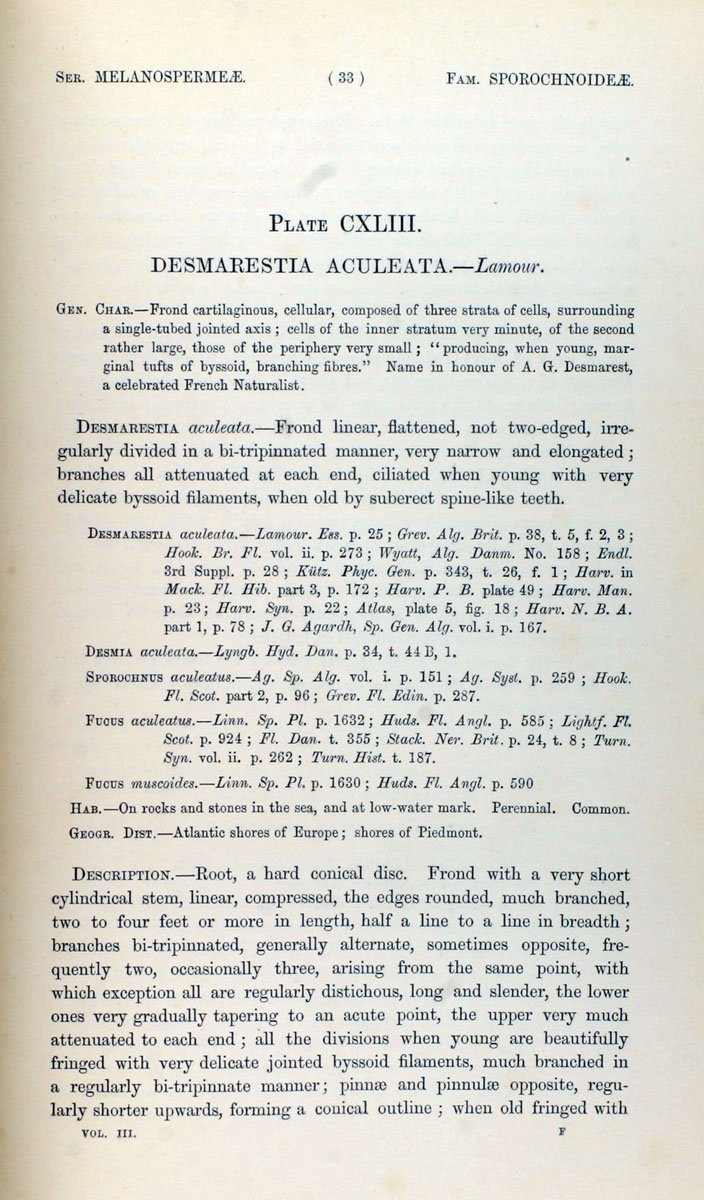 Ser. MELANOSPERMEÆ. ( 33 ) Fam. SPOROCHNOIDEÆ.
Plate CXLIII.
DESMARESTIA ACULEATA.—Lamour.
Gen. Char.—Frond cartilaginous, cellular, composed of three strata of cells, surrounding
a single-tubed jointed axis ; cells of the inner stratum very minute, of the second
rather large, those of the periphery very small ; “producing, when young, mar-
ginal tufts of byssoid, branching fibres.” Name in honour of A. G. Desmarest,
a celebrated French Naturalist.
Desmarestia aculeata.—Frond linear, flattened, not two-edged, irre-
gularly divided in a bi-tripinnated manner, very narrow and elongated ;
branches all attenuated at each end, ciliated when young with very
delicate byssoid filaments, when old by suberect spine-like teeth.
Desmarestia aculeata.—Lamour. Ess. p. 25 ; Grev. Alg. Brit. p. 38, t. 5, f. 2, 3 ;
Hook. Br. Fl. vol. ii. p. 273 ; Wyatt, Alg. Danm. No. 158 ; Endl.
3rd Suppl. p. 28 ; Kütz. Phyc. Gen. p. 343, t. 26, f. 1 ; Harv. in
Mack. Fl. Hib. part 3, p. 172 ; Harv. P. B. plate 49 ; Harv. Man.
p. 23 ; Harv. Syn. p. 22 ; Atlas, plate 5, fig. 18 ; Harv. N. B. A.
part 1, p. 78 ; J. G. Agardh, Sp. Gen. Alg. vol. i. p. 167.
Desmia aculeata.—Lyngb. Hyd. Dan. p. 34, t. 44 B, 1.
Sporochnus aculeatus.—Ag. Sp. Alg. vol. i. p. 151 ; Ag. Syst. p. 259 ; Hook.
Fl. Scot. part 2, p. 96 ; Grev. Fl. Edin. p. 287.
Fucus aculeatus.—Linn. Sp. Pl. p. 1632 ; Huds. Fl. Angl. p. 585 ; Lightf. Fl.
Scot. p. 924 ; Fl. Dan. t. 355 ; Stack. Ner. Brit. p. 24, t. 8 ; Turn.
Syn. vol. ii. p. 262 ; Turn. Hist. t. 187.
Fucus muscoides.—Linn. Sp. Pl. p. 1630 ; Huds. Fl. Angl. p. 590
Hab.—On rocks and stones in the sea, and at low-water mark. Perennial. Common.
Geogr. Dist.—Atlantic shores of Europe ; shores of Piedmont.
Description.—Root, a hard conical disc. Frond with a very short
cylindrical stem, linear, compressed, the edges rounded, much branched,
two to four feet or more in length, half a line to a line in breadth ;
branches bi-tripinnated, generally alternate, sometimes opposite, fre-
quently two, occasionally three, arising from the same point, with
which exception all are regularly distichous, long and slender, the lower
ones very gradually tapering to an acute point, the upper very much
attenuated to each end ; all the divisions when young are beautifully
fringed with very delicate jointed byssoid filaments, much branched in
a regularly bi-tripinnate manner ; pinnæ and pinnulæ opposite, regu-
larly shorter upwards, forming a conical outline ; when old fringed with
VOL. III. F